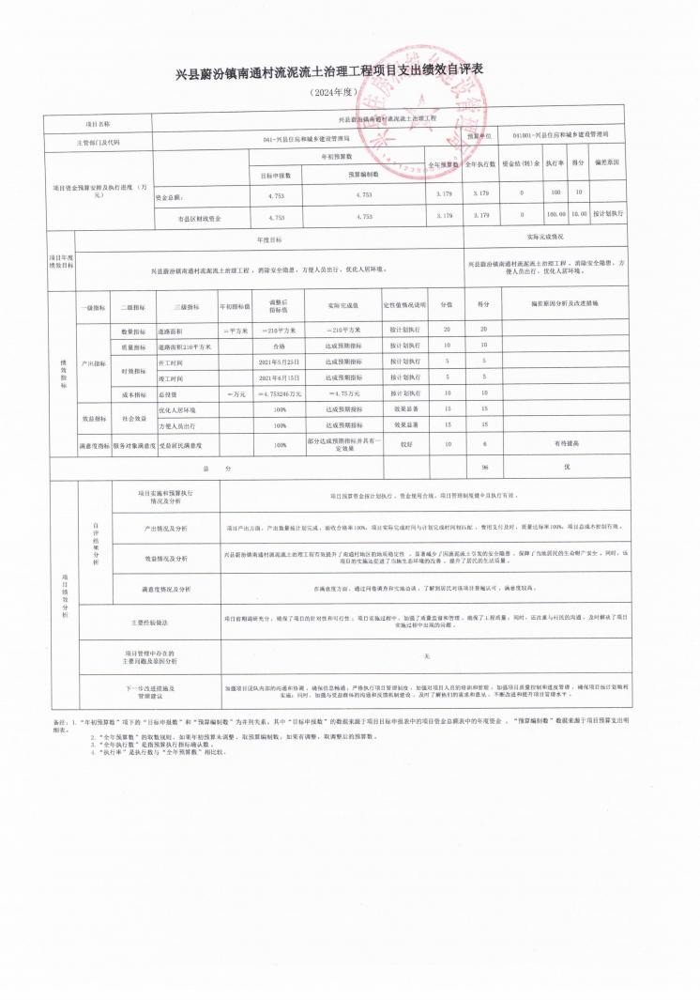 兴县蔚汾镇南通村流泥流土治理工程项目支出绩效自评表
（2024年度）
项目名称 兴县蔚汾镇南通村流泥流土治理工程
主管部门及代码 041-兴县住房和城乡建设管理局 预算单位 041001-兴县住房和城乡建设管理局
项目资金预算安排及执行进度（万元） 年初预算数 全年预算数 全年执行数 资金结(转)余 执行率 得分 偏差原因
目标申报数 预算编制数
资金总额： 4.753 4.753 3.179 3.179 0 100 10
市县区财政资金 4.753 4.753 3.179 3.179 0 100.00 10.00 按计划执行
项目年度绩效目标 年度目标 实际完成情况
兴县蔚汾镇南通村流泥流土治理工程，消除安全隐患，方便人员出行，优化人居环境。 兴县蔚汾镇南通村流泥流土治理工程，消除安全隐患，方便人员出行，优化人居环境。
绩效指标 一级指标 二级指标 三级指标 年初指标值 调整后指标值 实际完成值 定性值情况说明 分值 得分 偏差原因分析及改进措施
产出指标 数量指标 道路面积 =平方米 =210平方米 =210平方米 按计划执行 20 20
质量指标 道路面积210平方米 合格 达成预期指标 按计划执行 10 10
时效指标 开工时间 2021年5月25日 达成预期指标 按计划执行 5 5
竣工时间 2021年6月15日 达成预期指标 按计划执行 5 5
成本指标 总投资 =万元 =4.753246万元 =4.75万元 按计划执行 10 10
效益指标 社会效益 优化人居环境 100% 达成预期指标 效果显著 15 15
方便人员出行 100% 达成预期指标 效果显著 15 15
满意度指标 服务对象满意度 受益居民满意度 100% 部分达成预期指标并具有一定效果 较好 10 6 有待提高
总 分 96 优
项目绩效分析 自评结果分析 项目实施和预算执行情况及分析 项目预算资金按计划执行，资金使用合规，项目管理制度健全且执行有效。
产出情况及分析 项目产出方面，产出数量按计划完成，验收合格率100%，项目实际完成时间与计划完成时间相匹配，费用支付及时，质量达标率100%，项目总成本控制有效。
效益情况及分析 兴县蔚汾镇南通村流泥流土治理工程有效提升了南通村地区的地质稳定性，显著减少了因流泥流土引发的安全隐患，保障了当地居民的生命财产安全，同时，该项目的实施还促进了当地生态环境的改善，提升了居民的生活质量。
满意度情况及分析 在满意度方面，通过问卷调查和实地访谈，了解到居民对该项目普遍认可，满意度较高。
主要经验做法 项目前期调研充分，确保了项目的针对性和可行性；项目实施过程中，加强了质量监督和管理，确保了工程质量；同时，还注重与村民的沟通，及时解决了项目实施过程中出现的问题。
项目管理中存在的主要问题及原因分析 无
下一步改进措施及管理建议 加强项目团队内部的沟通和协调，确保信息畅通；严格执行项目管理制度，加强对项目人员的培训和管理，加强项目质量控制和进度管理，确保项目按计划顺利实施；同时，加强与受益群体的沟通和反馈机制建设，及时了解他们的需求和意见，不断改进和提升项目管理水平。
备注：1.“年初预算数”项下的“目标申报数”和“预算编制数”为并列关系，其中“目标申报数”的数据来源于项目目标申报表中的项目资金总额表中的年度资金，“预算编制数”数据来源于项目预算支出明
细表。
2.“全年预算数”的取数规则，如果年初预算未调整，取预算编制数；如果有调整，取调整后的预算数。
3.“全年执行数”是指预算执行指标确认数。
4.“执行率”是执行数与“全年预算数”相比较。